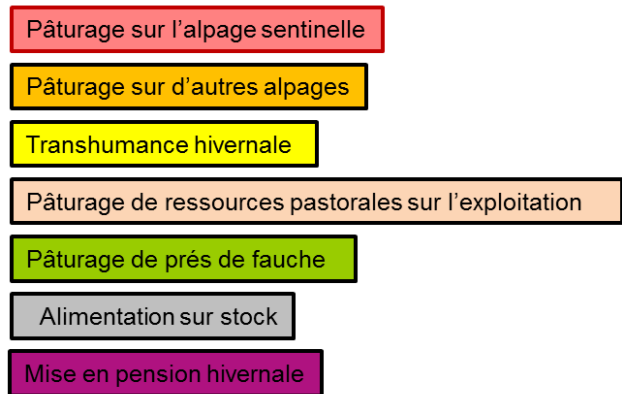 Pâturage sur l'alpage sentinelle
Pâturage sur d'autres alpages
Transhumance hivernale
Pâturage de ressources pastorales sur l'exploitation
Pâturage de prés de fauche
Alimentation sur stock
Mise en pension hivernale